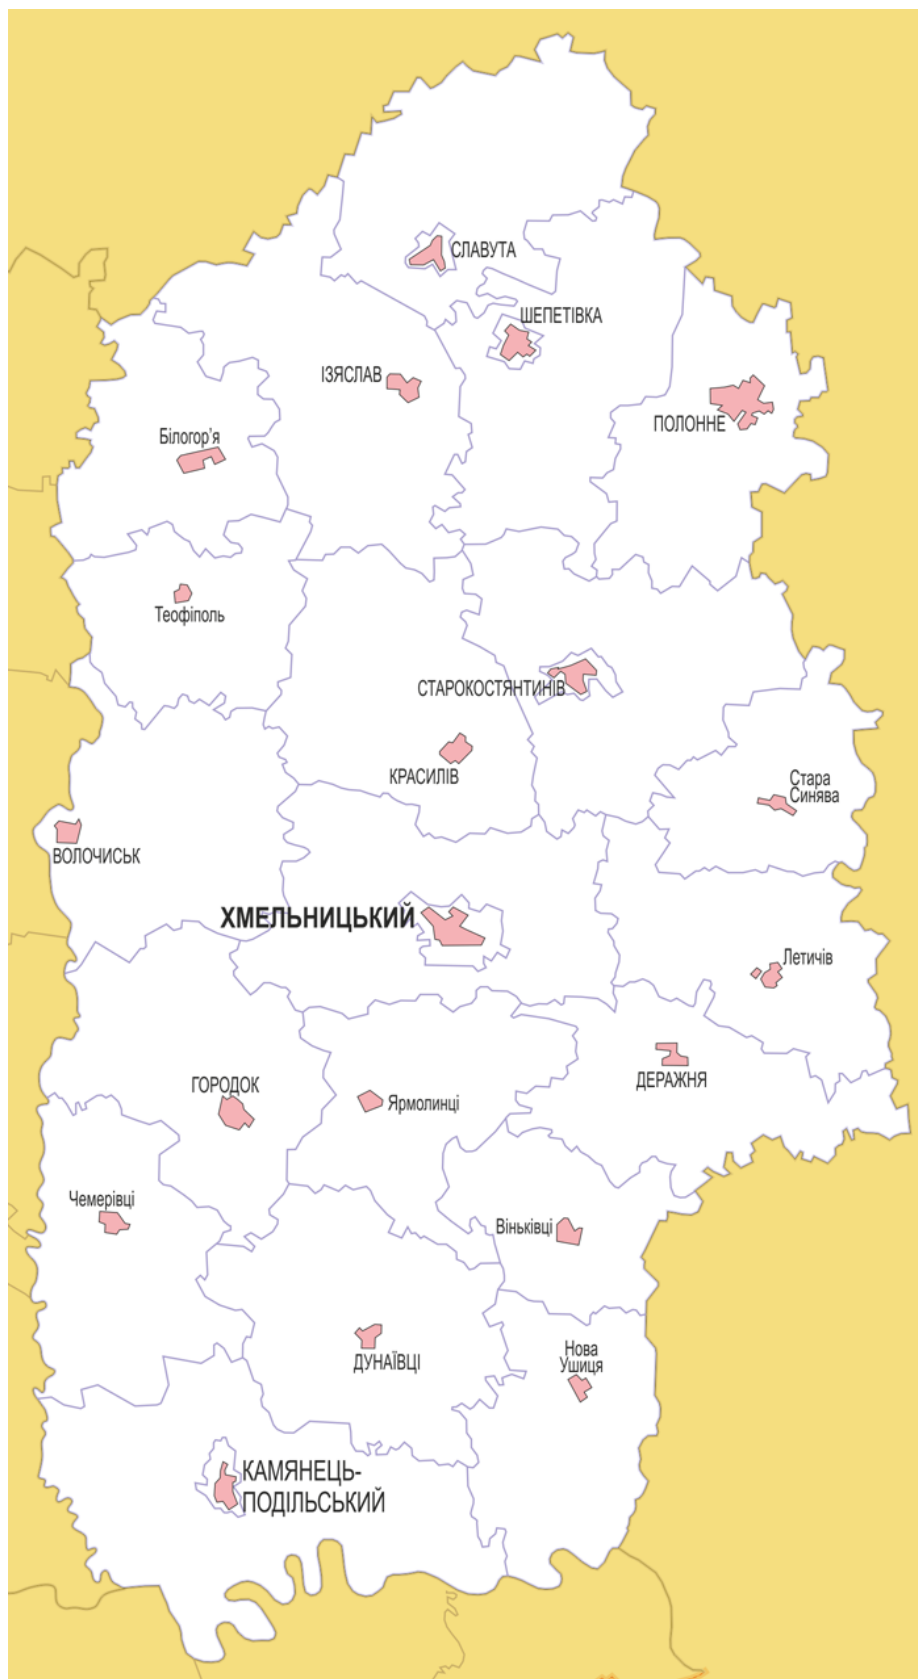 СЛАВУТА
ШЕПЕТІВКА
ІЗЯСЛАВ
ПОЛОННЕ
Білогор'я
Теофіполь
СТАРОКОСТЯНТИНІВ
КРАСИЛІВ
Стара
Синява
ВОЛОЧИСЬК
ХМЕЛЬНИЦЬКИЙ
Летичів
ДЕРАЖНЯ
ГОРОДОК
Ярмолинці
Чемерівці
Віньківці
Нова
Ушиця
ДУНАЇВЦІ
КАМЯНЕЦЬ-
ПОДІЛЬСЬКИЙ